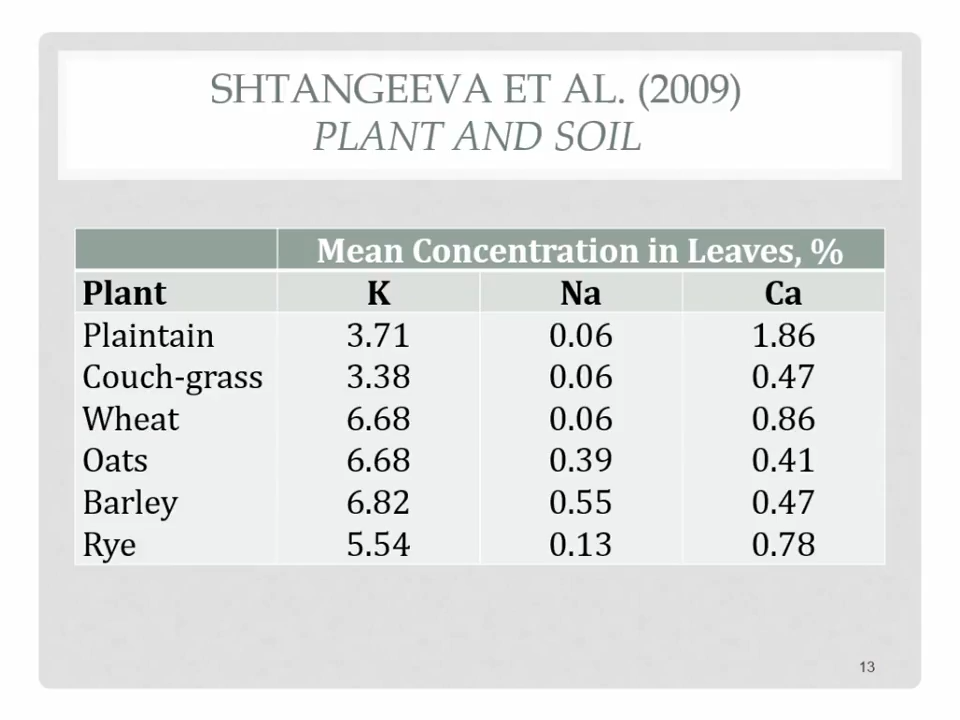 SHTANGEEVA ET AL. (2009)
PLANT AND SOIL
Mean Concentration in Leaves, %
Plant K Na Ca
Plaintain 3.71 0.06 1.86
Couch-grass 3.38 0.06 0.47
Wheat 6.68 0.06 0.86
Oats 6.68 0.39 0.41
Barley 6.82 0.55 0.47
Rye 5.54 0.13 0.78
13